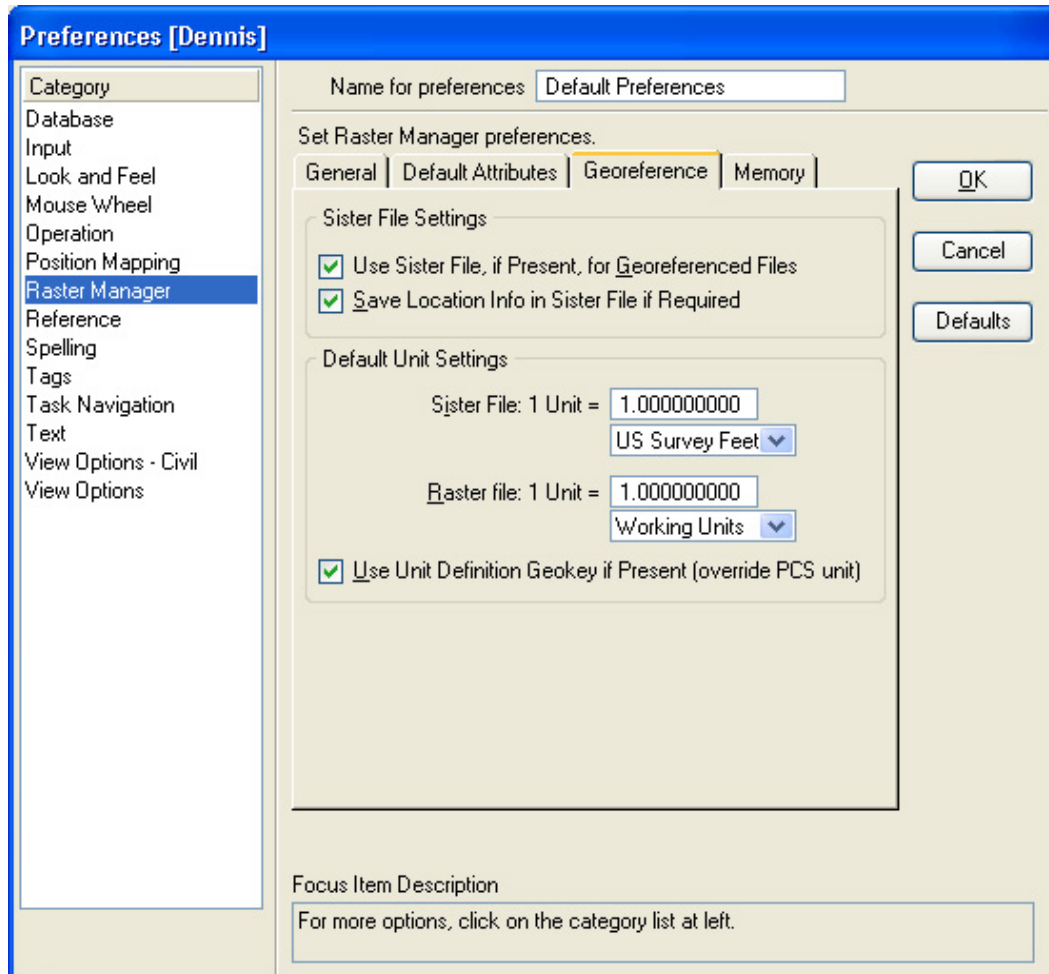 Preferences [Dennis]
Category
Database
Input
Look and Feel
Mouse Wheel
Operation
Position Mapping
Raster Manager
Reference
Spelling
Tags
Task Navigation
Text
View Options - Civil
View Options
Name for preferences Default Preferences
Set Raster Manager preferences.
General Default Attributes Georeference Memory
Sister File Settings
Use Sister File, if Present, for Georeferenced Files
Save Location Info in Sister File if Required
Default Unit Settings
Sister File: 1 Unit = 1.000000000
US Survey Feet
Raster file: 1 Unit = 1.000000000
Working Units
Use Unit Definition Geokey if Present (override PCS unit)
OK
Cancel
Defaults
Focus Item Description
For more options, click on the category list at left.